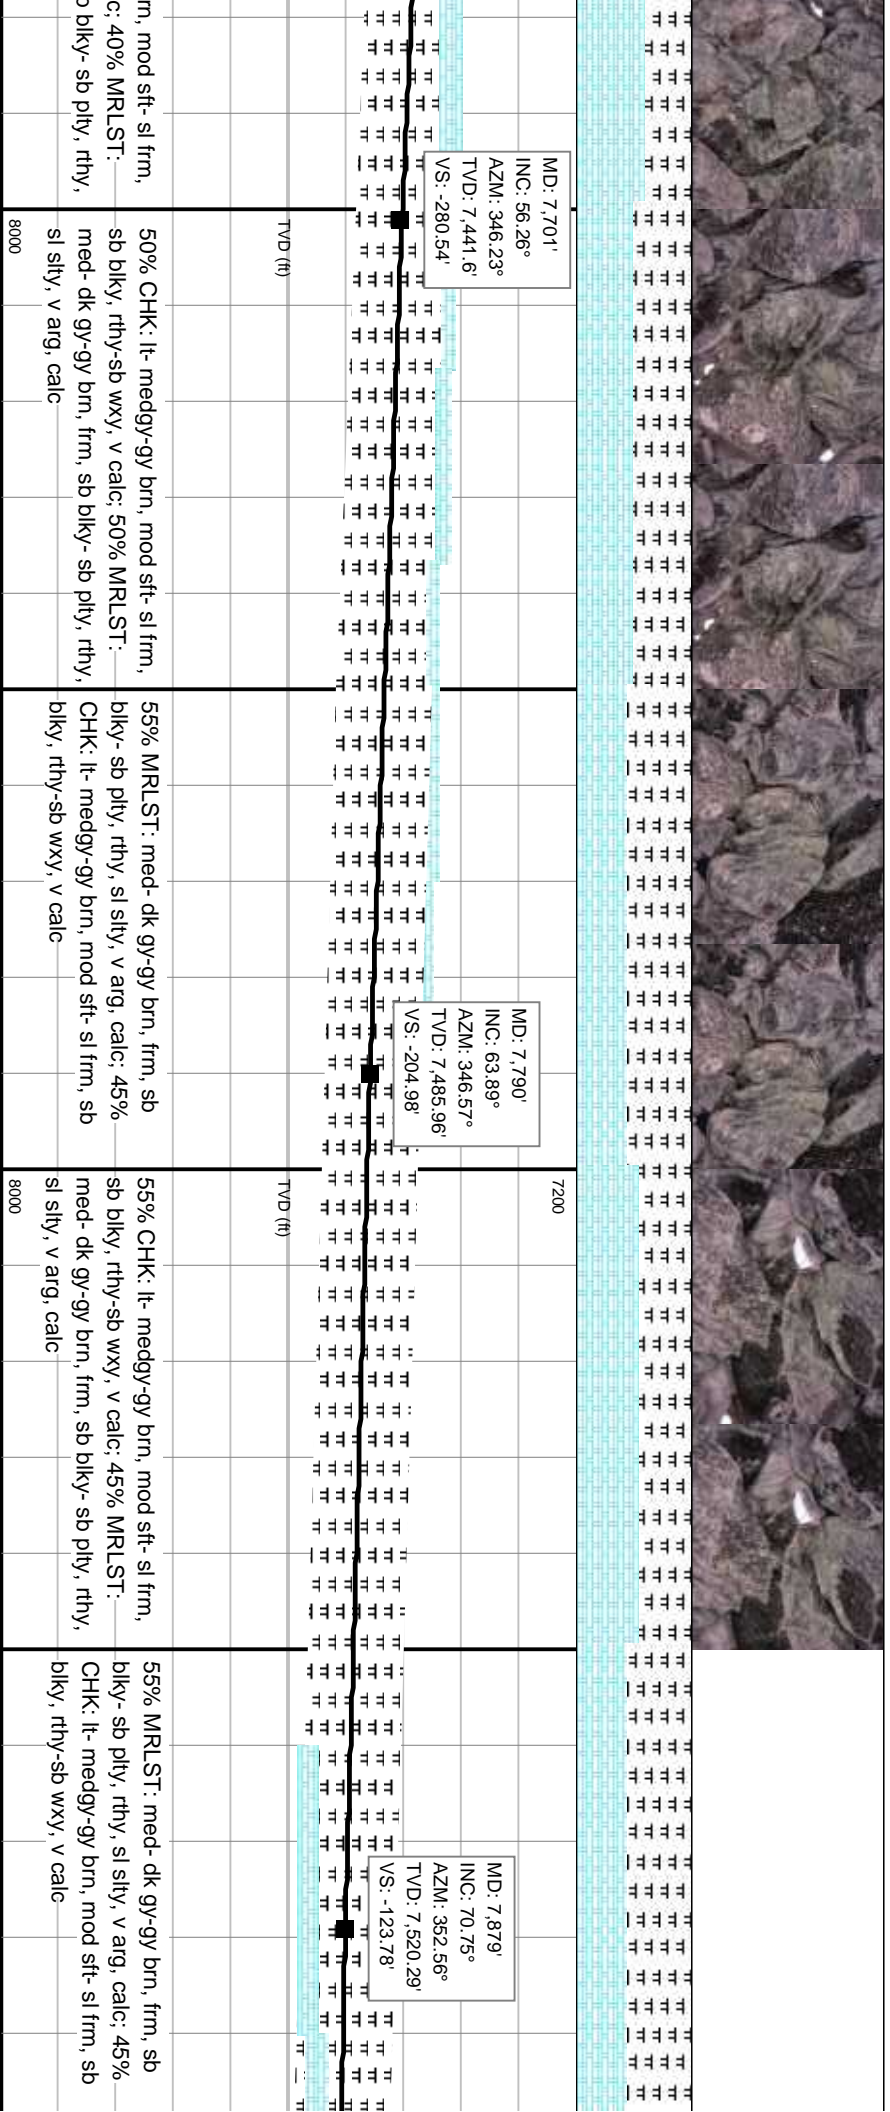 rm, mod sft- sl frm,
c; 40% MRLST:
blky- sb plty, rthy,
MD: 7,701'
INC: 56.26°
AZM: 346.23°
TVD: 7,441.6'
VS: -280.54'
TVD (ft)
50% CHK: lt- medgy-gy brn, mod sft- sl frm,
sb blky, rthy-sb wxy, v calc; 50% MRLST:
med- dk gy-gy brn, frm, sb blky- sb plty, rthy,
sl slty, v arg, calc
8000
55% MRLST: med- dk gy-gy brn, frm, sb
blky- sb plty, rthy, sl slty, v arg, calc; 45%
CHK: lt- medgy-gy brn, mod sft- sl frm, sb
blky, rthy-sb wxy, v calc
MD: 7,790'
INC: 63.89°
AZM: 346.57°
TVD: 7,485.96'
VS: -204.98'
7200
TVD (ft)
55% CHK: lt- medgy-gy brn, mod sft- sl frm,
sb blky, rthy-sb wxy, v calc; 45% MRLST:
med- dk gy-gy brn, frm, sb blky- sb plty, rthy,
sl slty, v arg, calc
8000
55% MRLST: med- dk gy-gy brn, frm, sb
blky- sb plty, rthy, sl slty, v arg, calc; 45%
CHK: lt- medgy-gy brn, mod sft- sl frm, sb
blky, rthy-sb wxy, v calc
MD: 7,879'
INC: 70.75°
AZM: 352.56°
TVD: 7,520.29'
VS: -123.78'